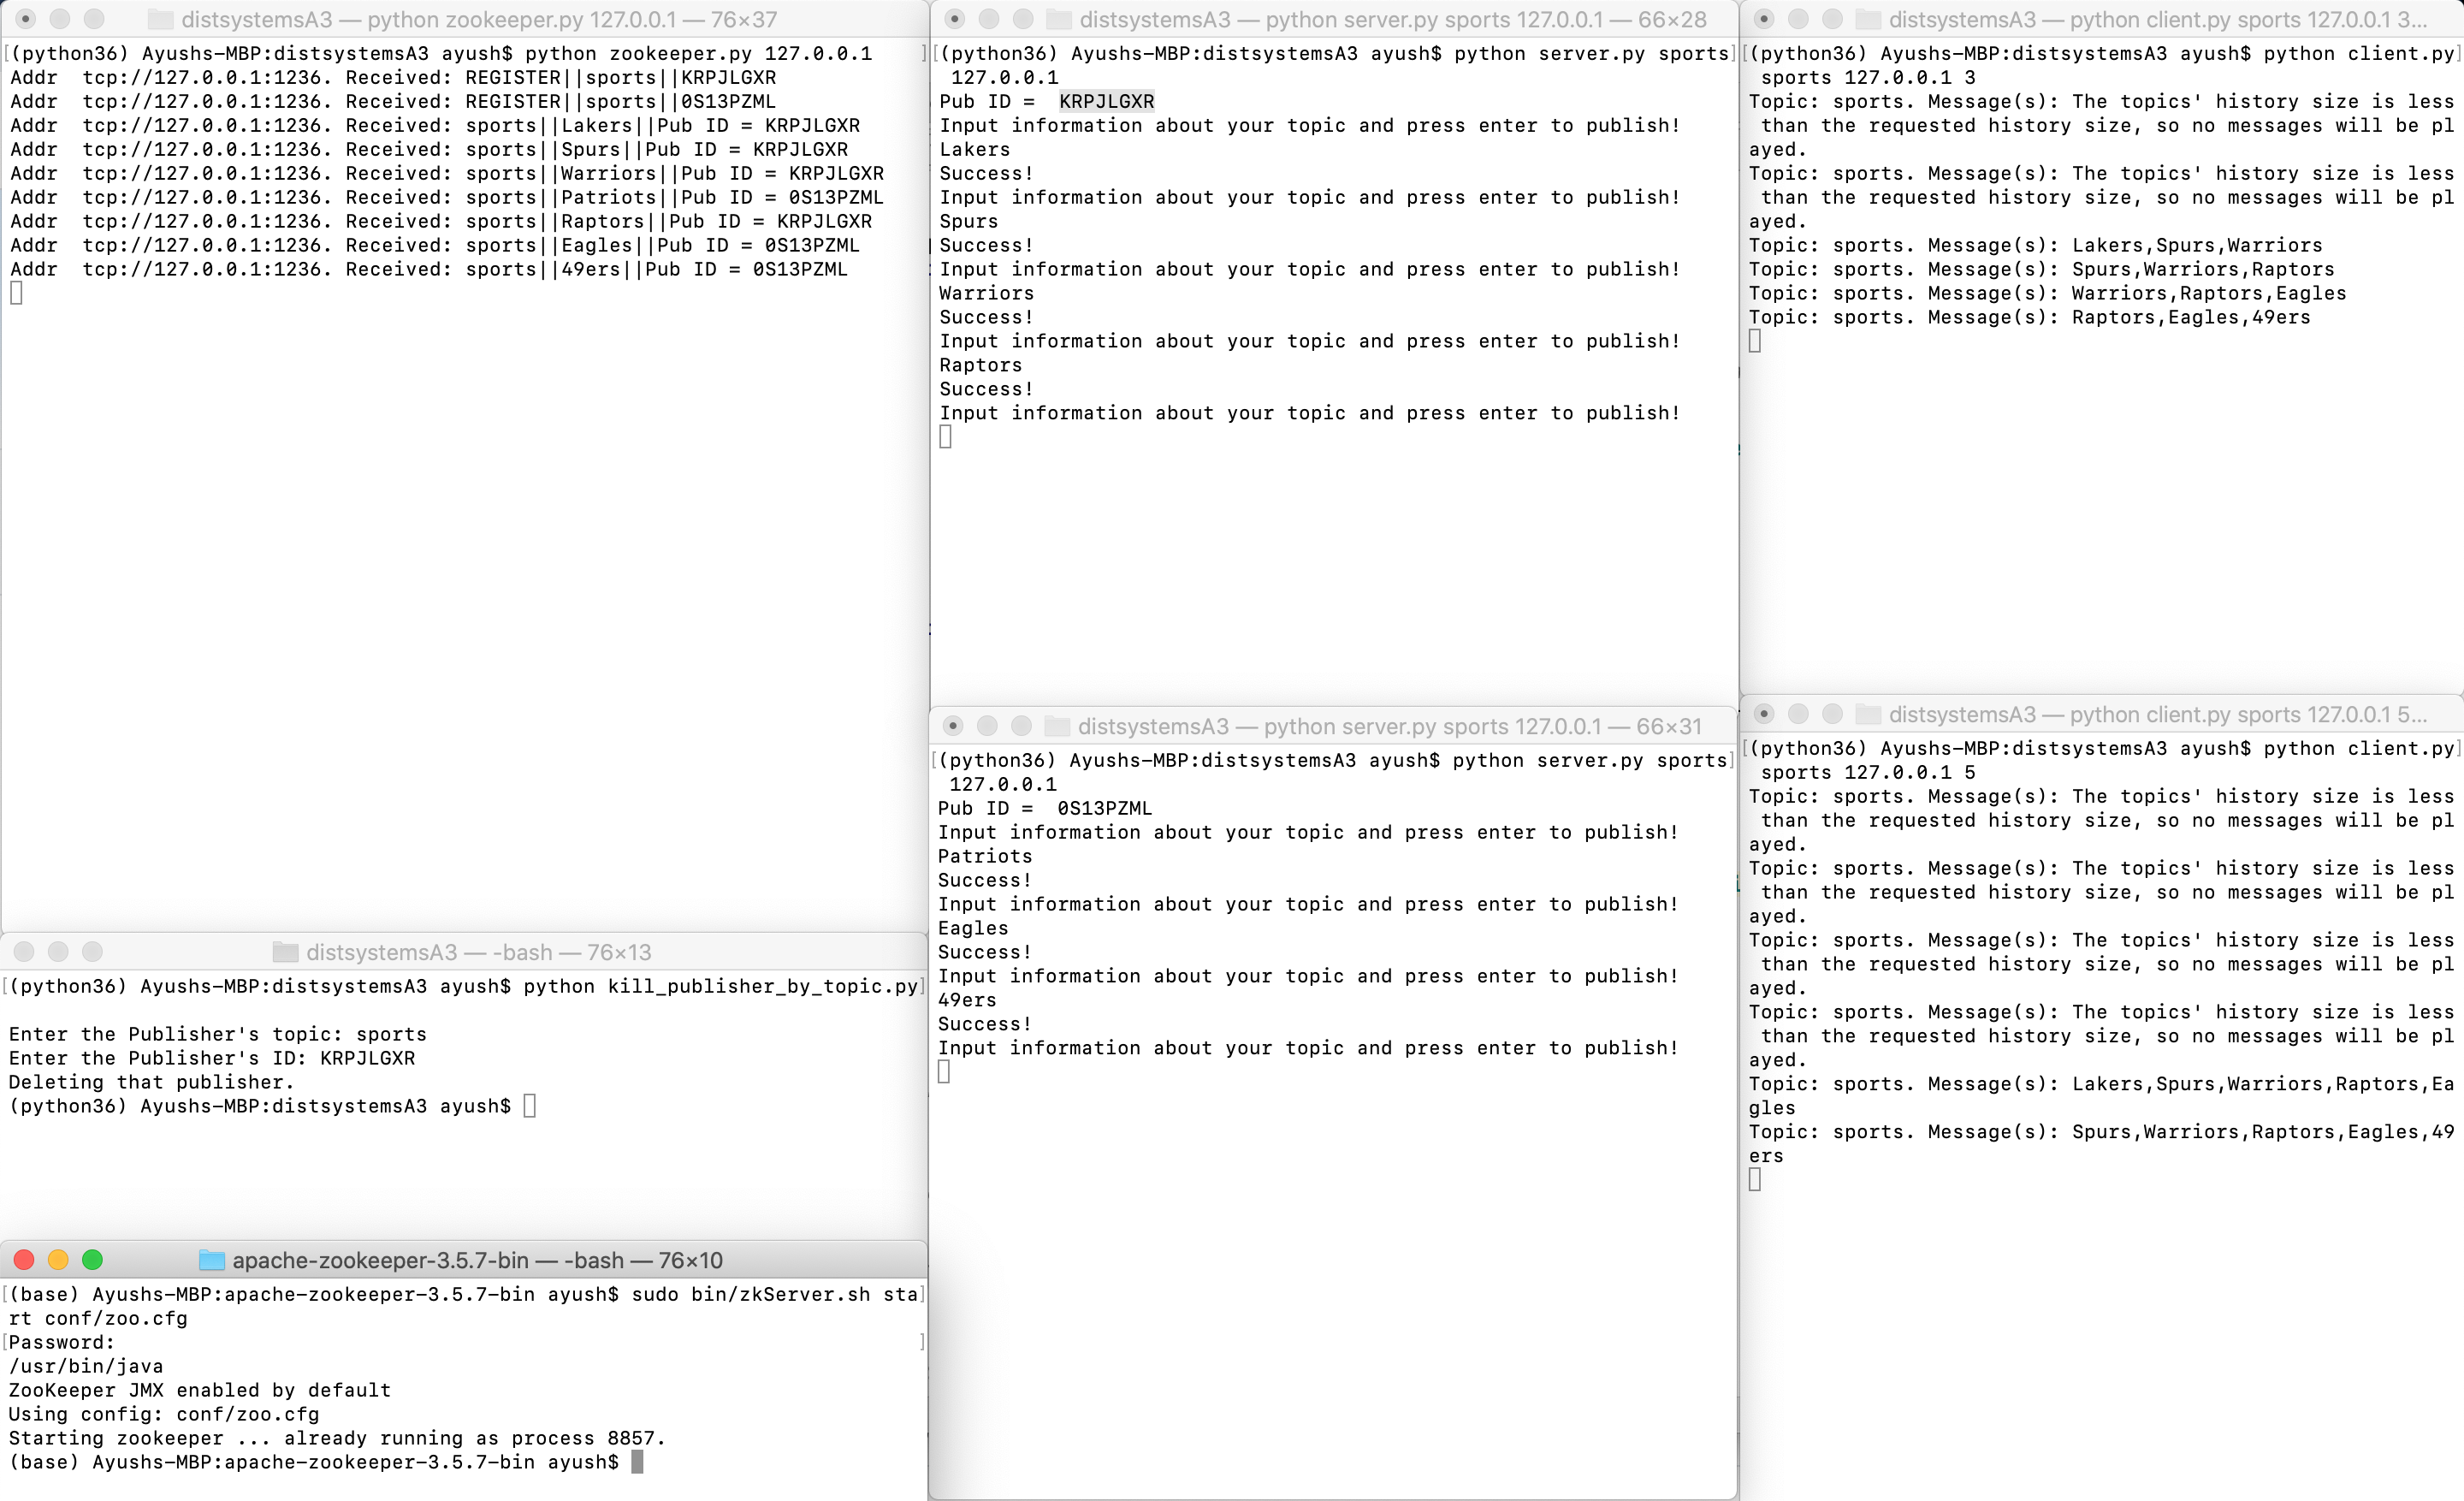 distsystemsA3 — python zookeeper.py 127.0.0.1 — 76×37
[(python36) Ayushs-MBP:distsystemsA3 ayush$ python zookeeper.py 127.0.0.1    ]
Addr  tcp://127.0.0.1:1236. Received: REGISTER||sports||KRPJLGXR
Addr  tcp://127.0.0.1:1236. Received: REGISTER||sports||0S13PZML
Addr  tcp://127.0.0.1:1236. Received: sports||Lakers||Pub ID = KRPJLGXR
Addr  tcp://127.0.0.1:1236. Received: sports||Spurs||Pub ID = KRPJLGXR
Addr  tcp://127.0.0.1:1236. Received: sports||Warriors||Pub ID = KRPJLGXR
Addr  tcp://127.0.0.1:1236. Received: sports||Patriots||Pub ID = 0S13PZML
Addr  tcp://127.0.0.1:1236. Received: sports||Raptors||Pub ID = KRPJLGXR
Addr  tcp://127.0.0.1:1236. Received: sports||Eagles||Pub ID = 0S13PZML
Addr  tcp://127.0.0.1:1236. Received: sports||49ers||Pub ID = 0S13PZML
distsystemsA3 — -bash — 76×13
[(python36) Ayushs-MBP:distsystemsA3 ayush$ python kill_publisher_by_topic.py]
Enter the Publisher's topic: sports
Enter the Publisher's ID: KRPJLGXR
Deleting that publisher.
(python36) Ayushs-MBP:distsystemsA3 ayush$
apache-zookeeper-3.5.7-bin — -bash — 76×10
[(base) Ayushs-MBP:apache-zookeeper-3.5.7-bin ayush$ sudo bin/zkServer.sh sta]
rt conf/zoo.cfg
[Password:    ]
/usr/bin/java
ZooKeeper JMX enabled by default
Using config: conf/zoo.cfg
Starting zookeeper ... already running as process 8857.
(base) Ayushs-MBP:apache-zookeeper-3.5.7-bin ayush$
distsystemsA3 — python server.py sports 127.0.0.1 — 66×28
[(python36) Ayushs-MBP:distsystemsA3 ayush$ python server.py sports]
 127.0.0.1
Pub ID =  KRPJLGXR
Input information about your topic and press enter to publish!
Lakers
Success!
Input information about your topic and press enter to publish!
Spurs
Success!
Input information about your topic and press enter to publish!
Warriors
Success!
Input information about your topic and press enter to publish!
Raptors
Success!
Input information about your topic and press enter to publish!
distsystemsA3 — python server.py sports 127.0.0.1 — 66×31
[(python36) Ayushs-MBP:distsystemsA3 ayush$ python server.py sports]
 127.0.0.1
Pub ID =  0S13PZML
Input information about your topic and press enter to publish!
Patriots
Success!
Input information about your topic and press enter to publish!
Eagles
Success!
Input information about your topic and press enter to publish!
49ers
Success!
Input information about your topic and press enter to publish!
distsystemsA3 — python client.py sports 127.0.0.1 3...
[(python36) Ayushs-MBP:distsystemsA3 ayush$ python client.py]
 sports 127.0.0.1 3
Topic: sports. Message(s): The topics' history size is less
 than the requested history size, so no messages will be pl
ayed.
Topic: sports. Message(s): The topics' history size is less
 than the requested history size, so no messages will be pl
ayed.
Topic: sports. Message(s): Lakers,Spurs,Warriors
Topic: sports. Message(s): Spurs,Warriors,Raptors
Topic: sports. Message(s): Warriors,Raptors,Eagles
Topic: sports. Message(s): Raptors,Eagles,49ers
distsystemsA3 — python client.py sports 127.0.0.1 5...
[(python36) Ayushs-MBP:distsystemsA3 ayush$ python client.py]
 sports 127.0.0.1 5
Topic: sports. Message(s): The topics' history size is less
 than the requested history size, so no messages will be pl
ayed.
Topic: sports. Message(s): The topics' history size is less
 than the requested history size, so no messages will be pl
ayed.
Topic: sports. Message(s): The topics' history size is less
 than the requested history size, so no messages will be pl
ayed.
Topic: sports. Message(s): The topics' history size is less
 than the requested history size, so no messages will be pl
ayed.
Topic: sports. Message(s): Lakers,Spurs,Warriors,Raptors,Ea
gles
Topic: sports. Message(s): Spurs,Warriors,Raptors,Eagles,49
ers